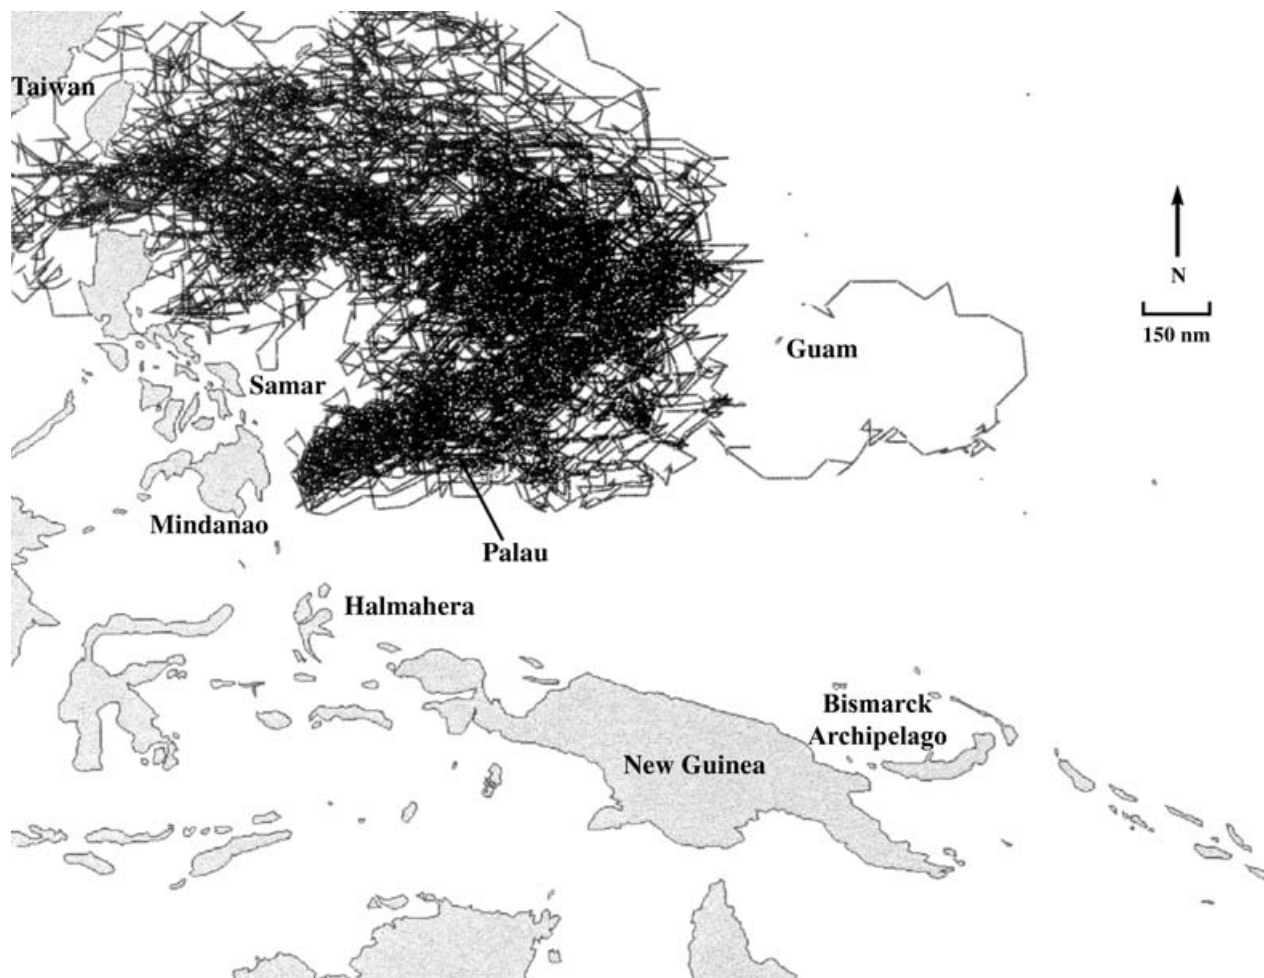 Taiwan
N
150 nm
Guam
Samar
Mindanao
Palau
Halmahera
Bismarck
Archipelago
New Guinea